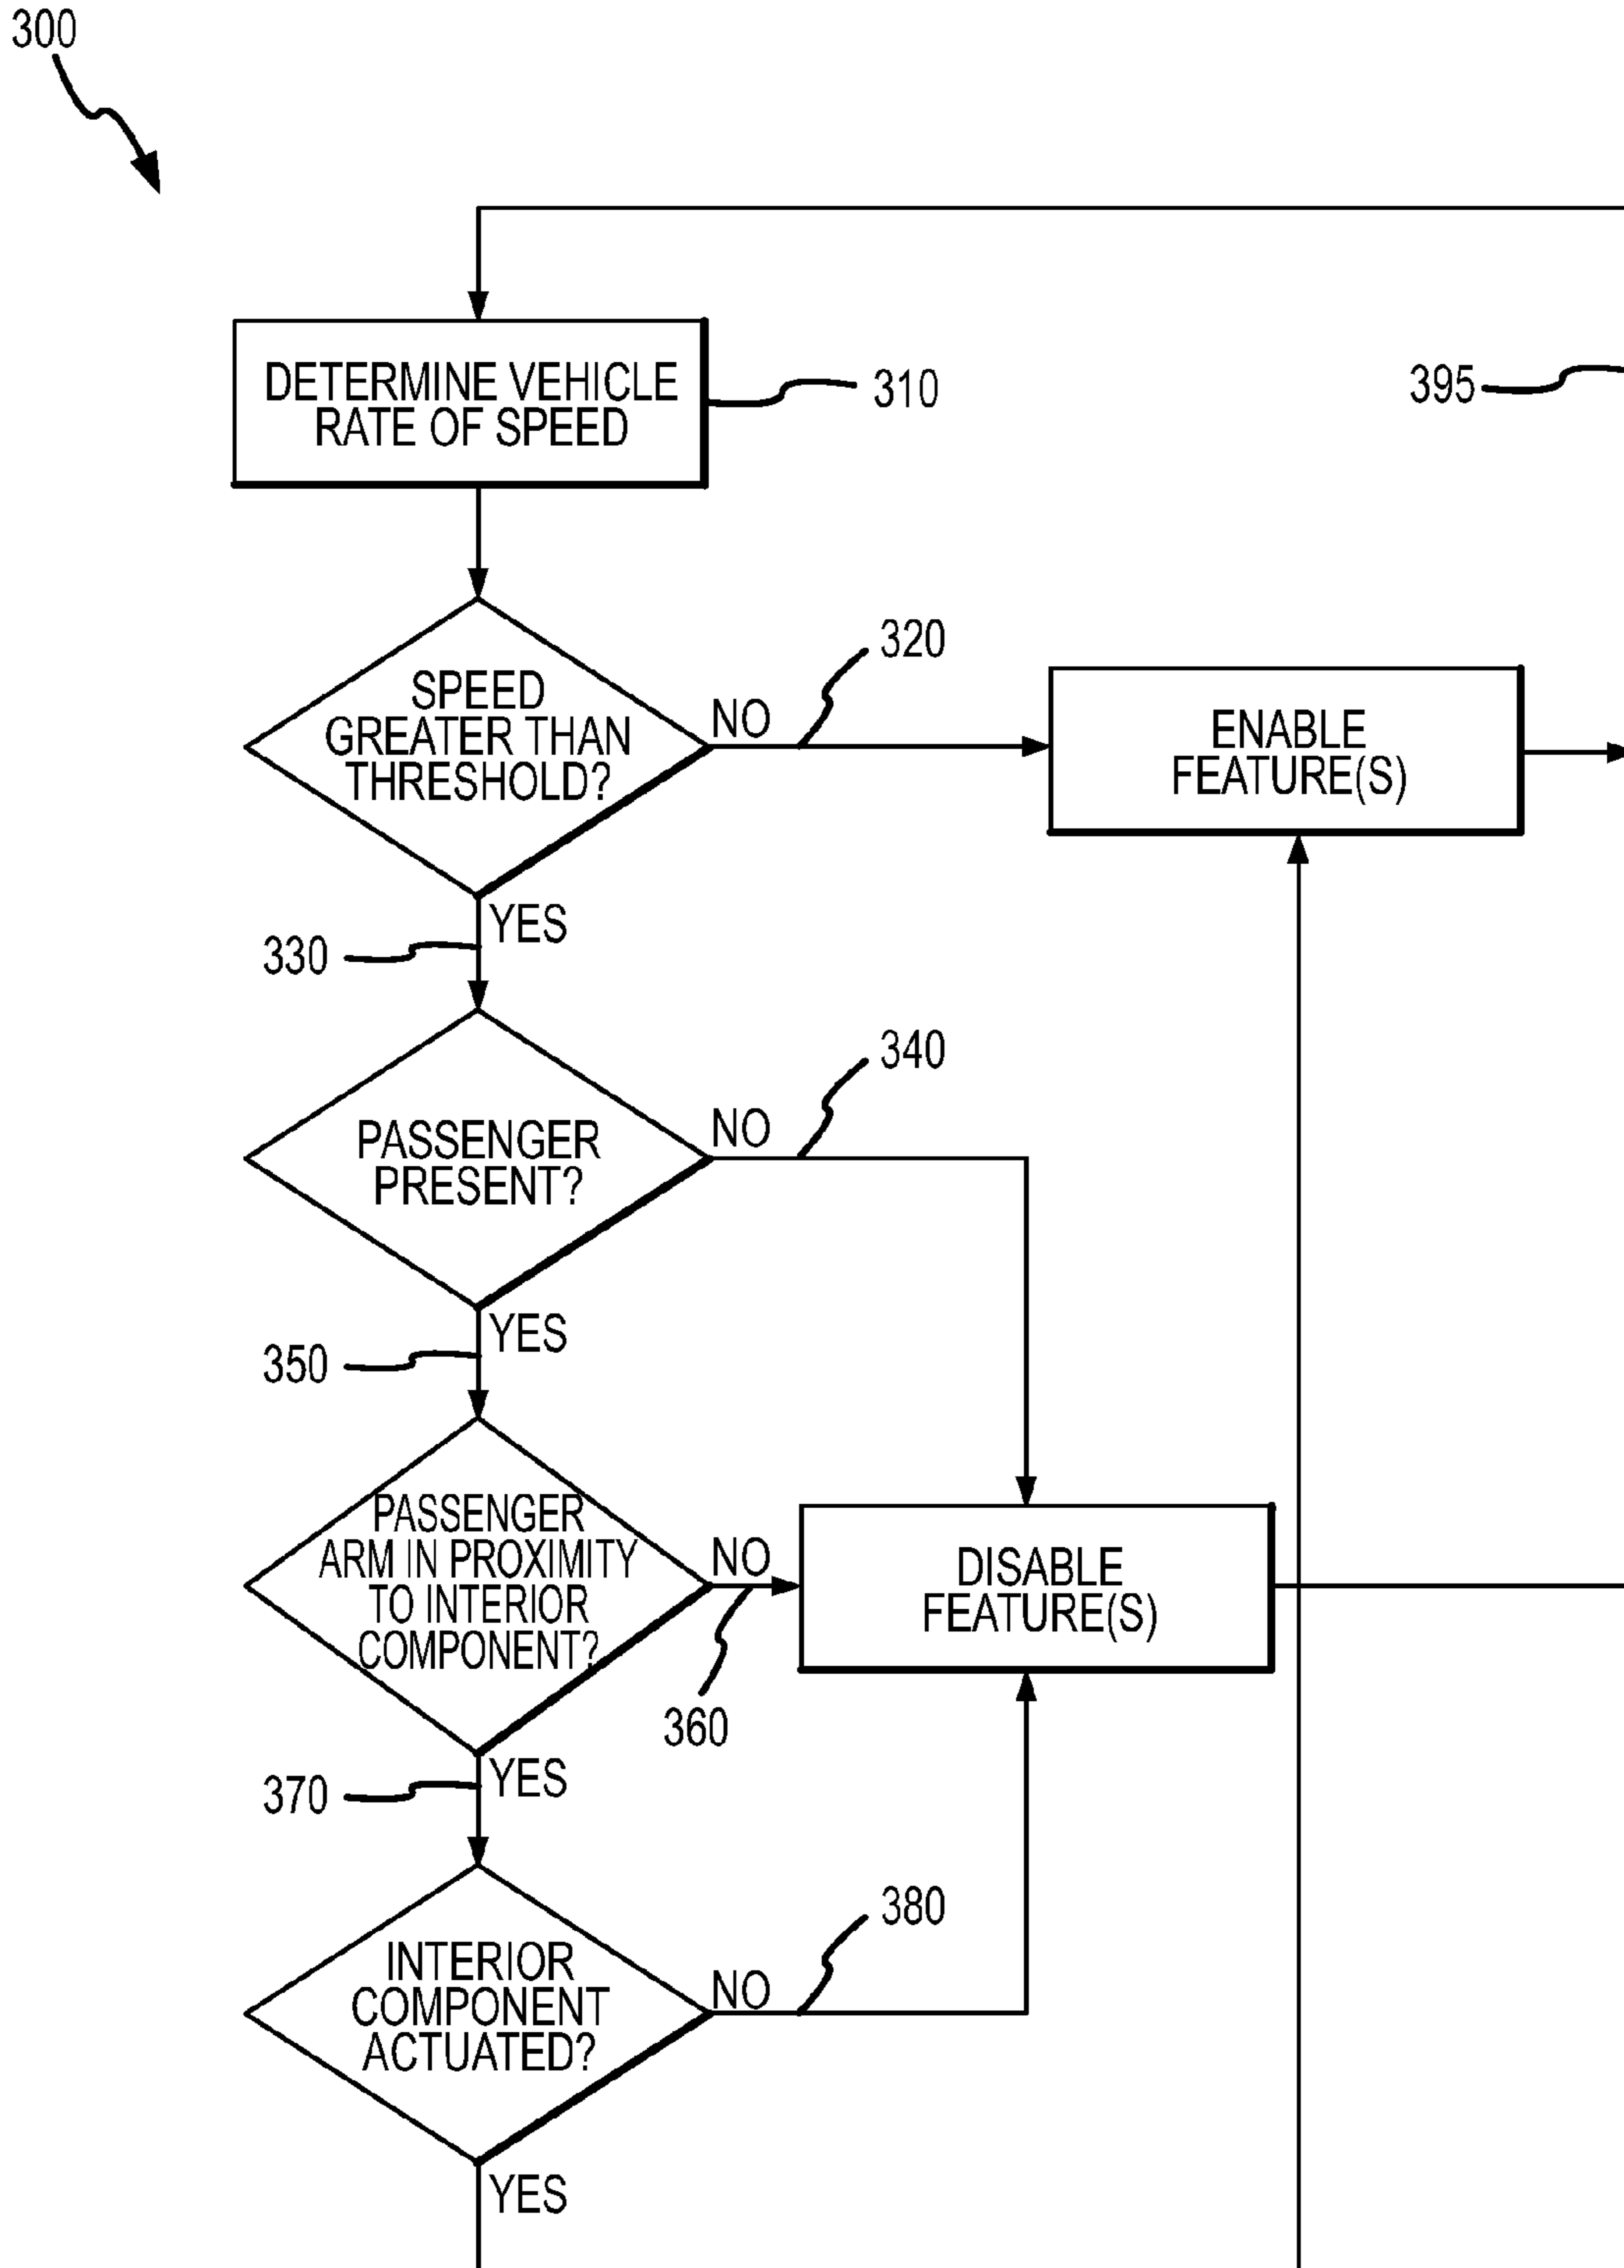 300
DETERMINE VEHICLE
RATE OF SPEED
310
395
SPEED
GREATER THAN
THRESHOLD?
NO
320
ENABLE
FEATURE(S)
YES
330
PASSENGER
PRESENT?
NO
340
YES
350
PASSENGER
ARM IN PROXIMITY
TO INTERIOR
COMPONENT?
NO
360
DISABLE
FEATURE(S)
YES
370
INTERIOR
COMPONENT
ACTUATED?
NO
380
YES